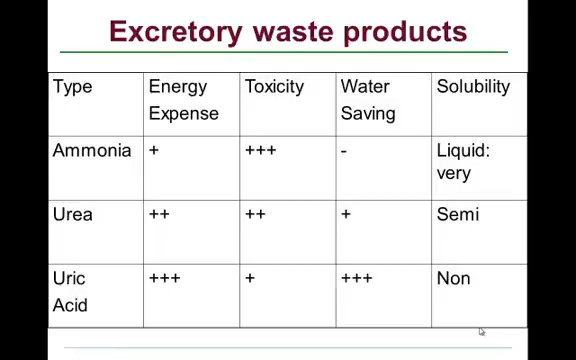 Excretory waste products
Type Energy Expense Toxicity Water Saving Solubility
Ammonia + +++ - Liquid: very
Urea ++ ++ + Semi
Uric Acid +++ + +++ Non